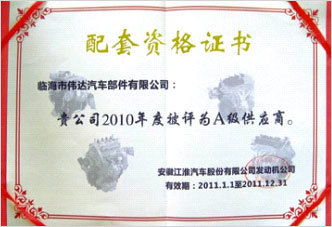 配套资格证书
临海市伟达汽车部件有限公司：
贵公司2010年度被评为A级供应商。
安徽江淮汽车股份有限公司发动机公司
有效期：2011.1.1至2011.12.31